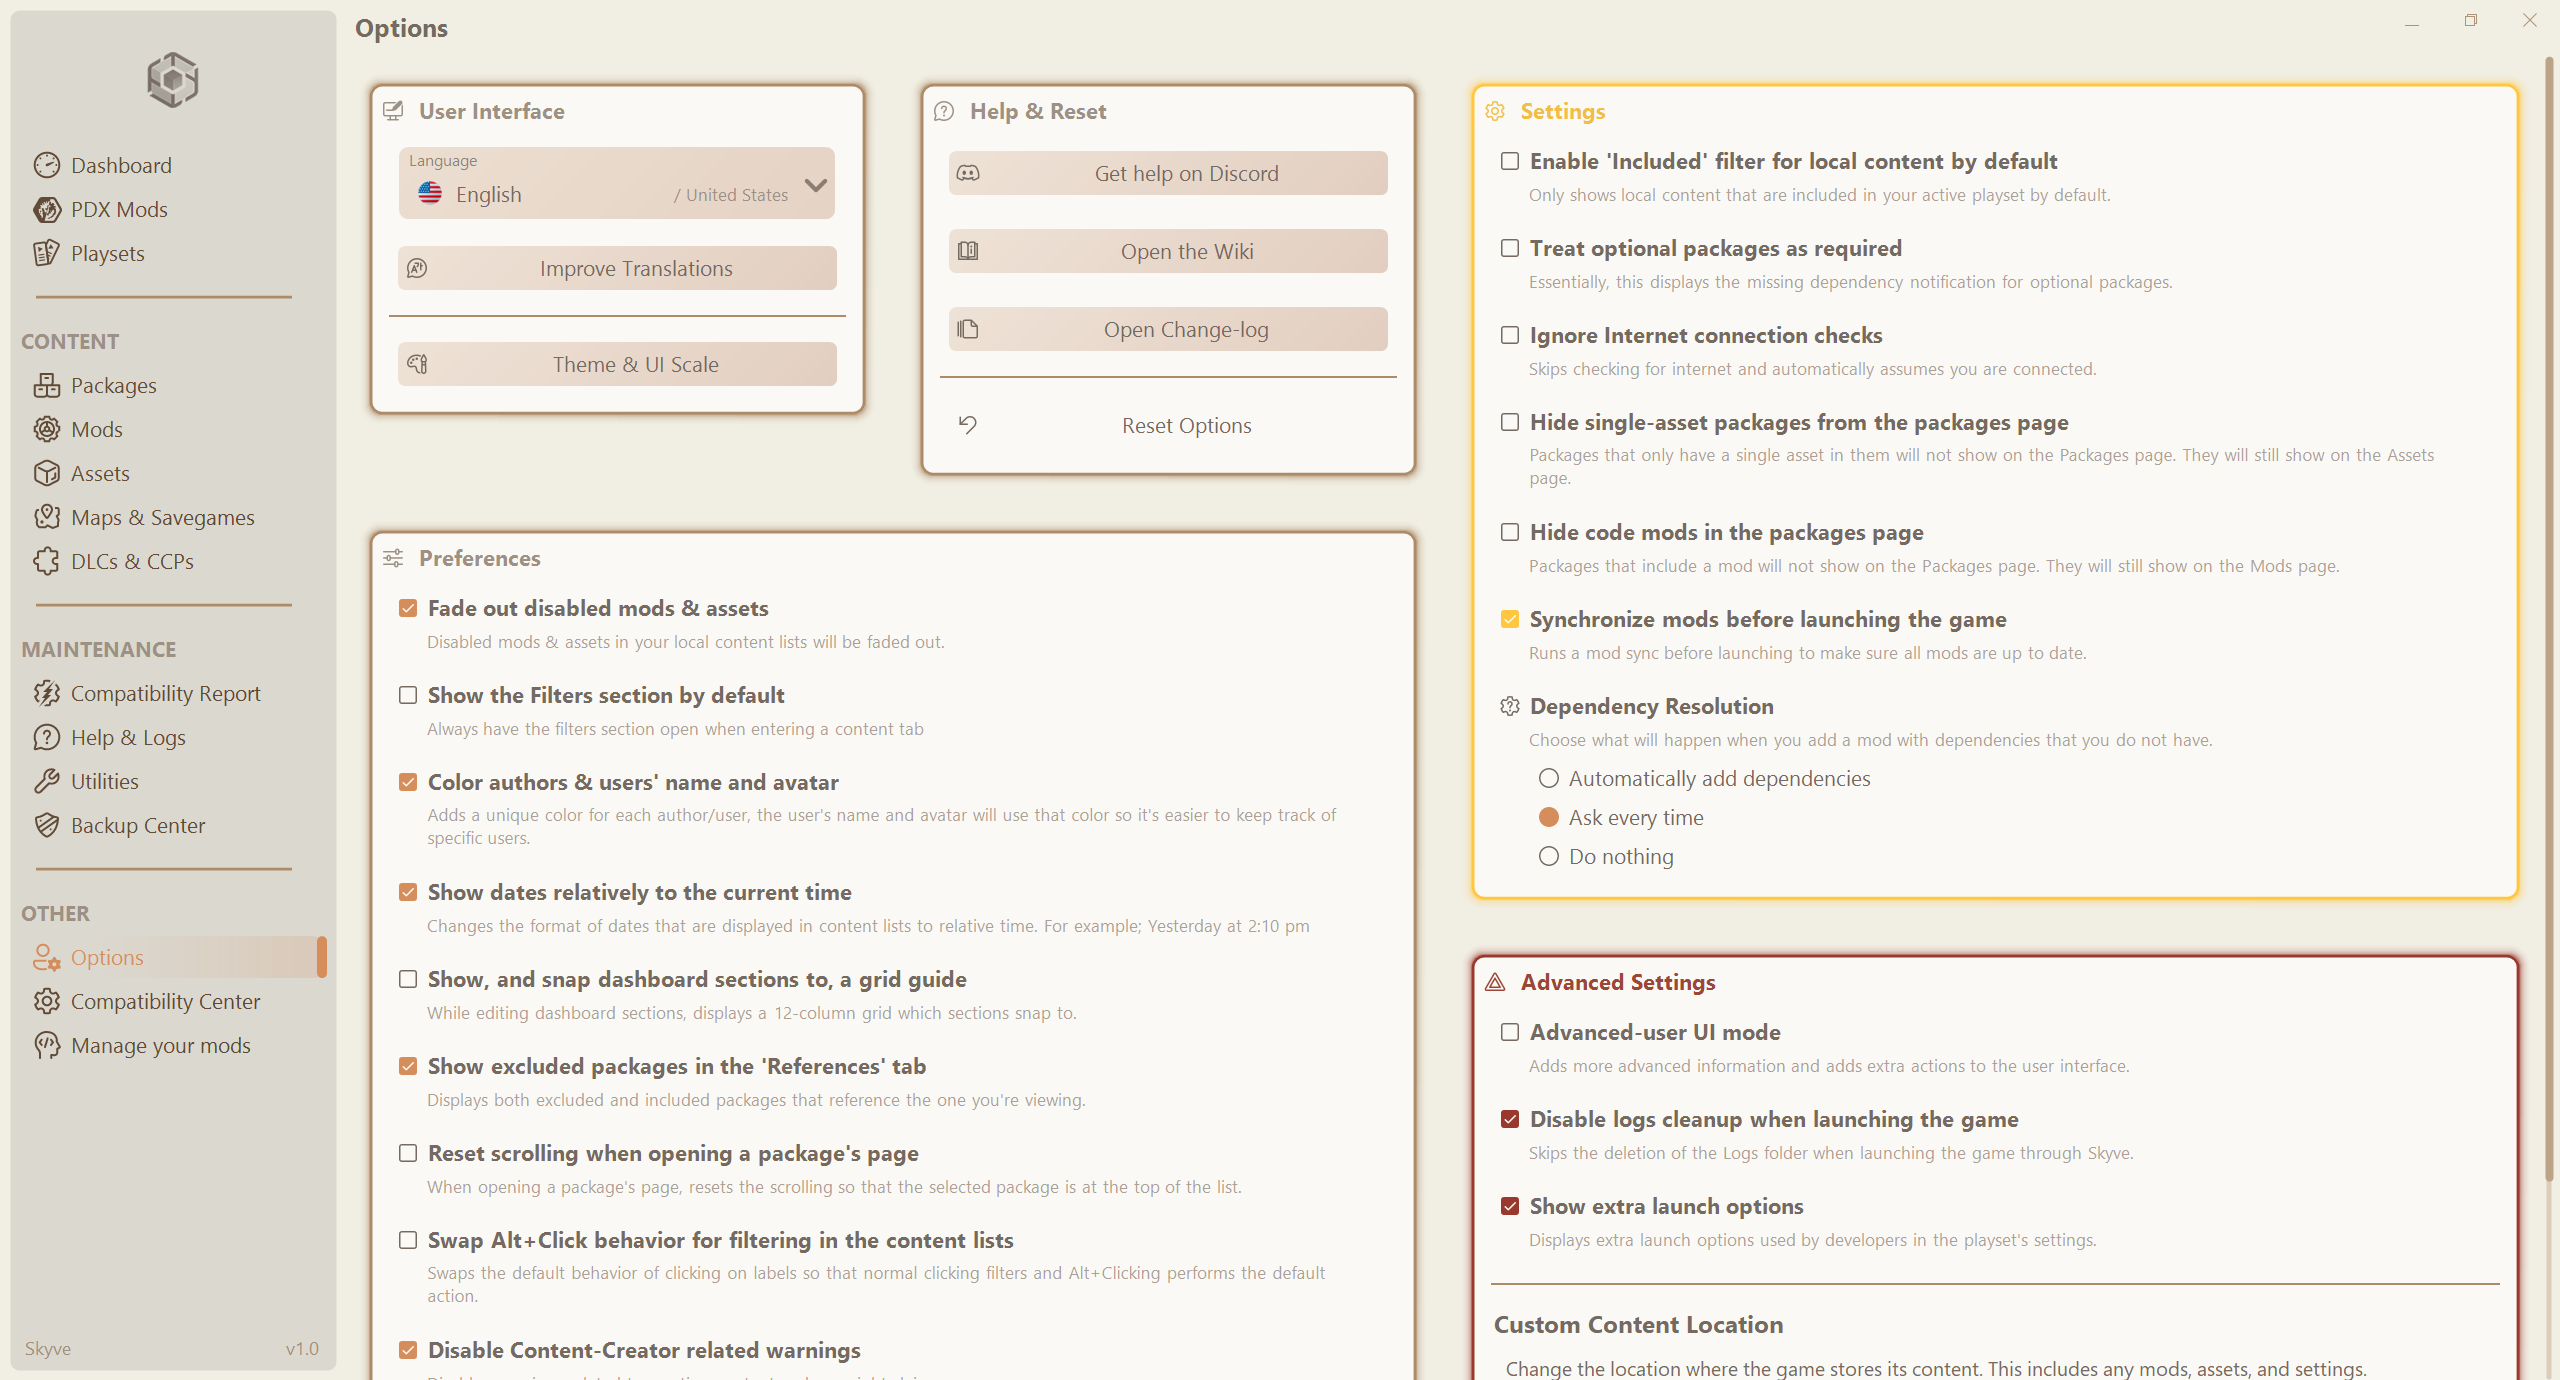 Options
Dashboard
PDX Mods
Playsets
CONTENT
Packages
Mods
Assets
Maps & Savegames
DLCs & CCPs
MAINTENANCE
Compatibility Report
Help & Logs
Utilities
Backup Center
OTHER
Options
Compatibility Center
Manage your mods
Skyve v1.0
User Interface
Language
English / United States
Improve Translations
Theme & UI Scale
Help & Reset
Get help on Discord
Open the Wiki
Open Change-log
Reset Options
Preferences
Fade out disabled mods & assets
Disabled mods & assets in your local content lists will be faded out.
Show the Filters section by default
Always have the filters section open when entering a content tab
Color authors & users' name and avatar
Adds a unique color for each author/user, the user's name and avatar will use that color so it's easier to keep track of
specific users.
Show dates relatively to the current time
Changes the format of dates that are displayed in content lists to relative time. For example; Yesterday at 2:10 pm
Show, and snap dashboard sections to, a grid guide
While editing dashboard sections, displays a 12-column grid which sections snap to.
Show excluded packages in the 'References' tab
Displays both excluded and included packages that reference the one you're viewing.
Reset scrolling when opening a package's page
When opening a package's page, resets the scrolling so that the selected package is at the top of the list.
Swap Alt+Click behavior for filtering in the content lists
Swaps the default behavior of clicking on labels so that normal clicking filters and Alt+Clicking performs the default
action.
Disable Content-Creator related warnings
Settings
Enable 'Included' filter for local content by default
Only shows local content that are included in your active playset by default.
Treat optional packages as required
Essentially, this displays the missing dependency notification for optional packages.
Ignore Internet connection checks
Skips checking for internet and automatically assumes you are connected.
Hide single-asset packages from the packages page
Packages that only have a single asset in them will not show on the Packages page. They will still show on the Assets
page.
Hide code mods in the packages page
Packages that include a mod will not show on the Packages page. They will still show on the Mods page.
Synchronize mods before launching the game
Runs a mod sync before launching to make sure all mods are up to date.
Dependency Resolution
Choose what will happen when you add a mod with dependencies that you do not have.
Automatically add dependencies
Ask every time
Do nothing
Advanced Settings
Advanced-user UI mode
Adds more advanced information and adds extra actions to the user interface.
Disable logs cleanup when launching the game
Skips the deletion of the Logs folder when launching the game through Skyve.
Show extra launch options
Displays extra launch options used by developers in the playset's settings.
Custom Content Location
Change the location where the game stores its content. This includes any mods, assets, and settings.